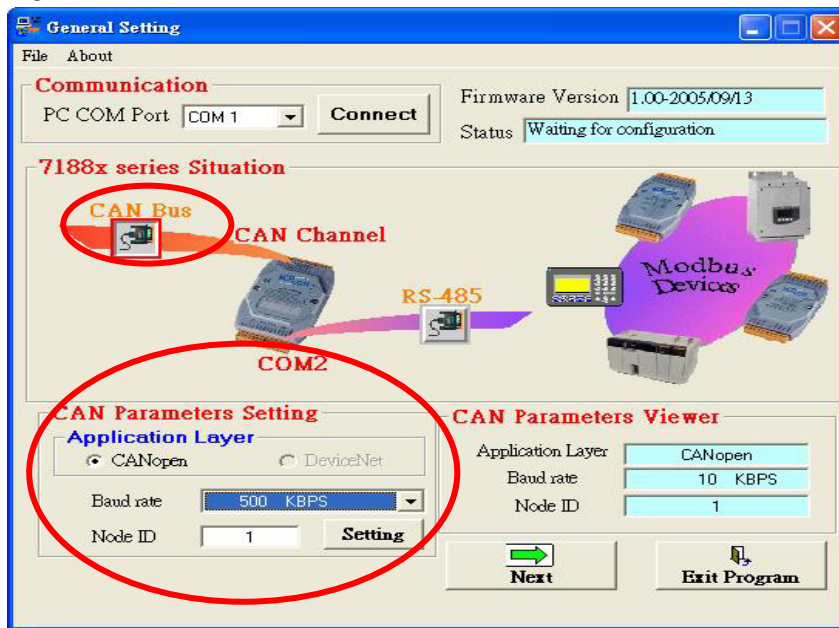 General Setting
File About
Communication
PC COM Port COM 1 Connect
Firmware Version 1.00-2005/09/13
Status Waiting for configuration
7188x series Situation
CAN Bus
CAN Channel
RS-485
Modbus
Devices
COM2
CAN Parameters Setting
Application Layer
CANopen DeviceNet
Baud rate 500 KBPS
Node ID 1 Setting
CAN Parameters Viewer
Application Layer CANopen
Baud rate 10 KBPS
Node ID 1
Next Exit Program